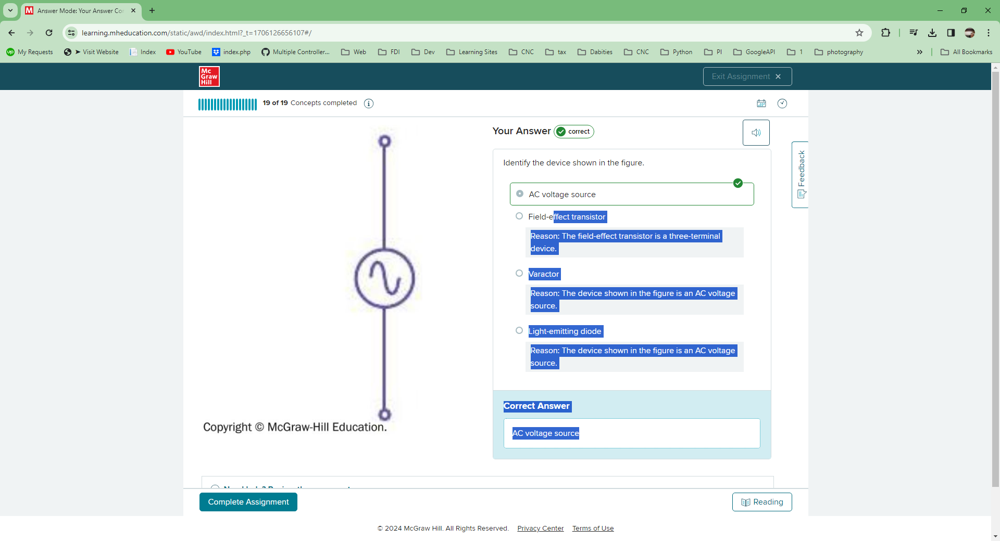 Answer Mode: Your Answer Co
learning.mheducation.com/static/awd/index.html?_t=1706126656107#/
My Requests
➤ Visit Website
Index
YouTube
index.php
Multiple Controller...
Web
FDI
Dev
Learning Sites
CNC
tax
Dabities
CNC
Python
PI
GoogleAPI
1
photography
»
All Bookmarks
Mc
Graw
Hill
Exit Assignment ×
19 of 19 Concepts completed
Your Answer correct
Feedback
Identify the device shown in the figure.
AC voltage source
Field-effect transistor
Reason: The field-effect transistor is a three-terminal
device.
Varactor
Reason: The device shown in the figure is an AC voltage
source.
Light-emitting diode
Reason: The device shown in the figure is an AC voltage
source.
Correct Answer
AC voltage source
Copyright © McGraw-Hill Education.
Complete Assignment
Reading
© 2024 McGraw Hill. All Rights Reserved. Privacy Center Terms of Use